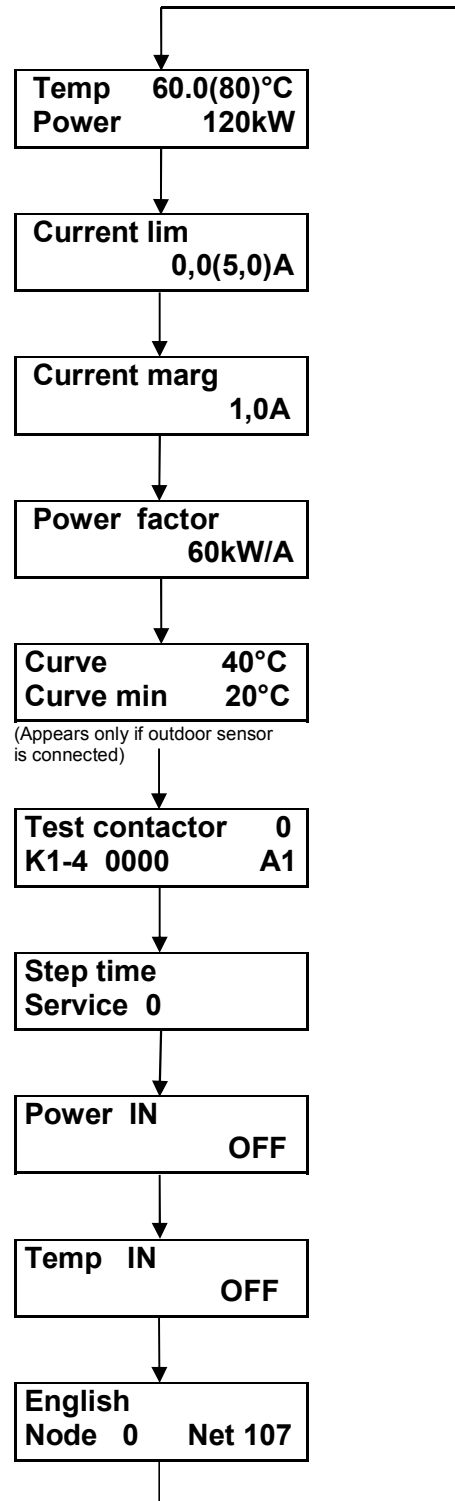 Temp 60.0(80)°C
Power 120kW
Current lim
0,0(5,0)A
Current marg
1,0A
Power factor
60kW/A
Curve 40°C
Curve min 20°C
(Appears only if outdoor sensor
is connected)
Test contactor 0
K1-4 0000 A1
Step time
Service 0
Power IN
OFF
Temp IN
OFF
English
Node 0 Net 107